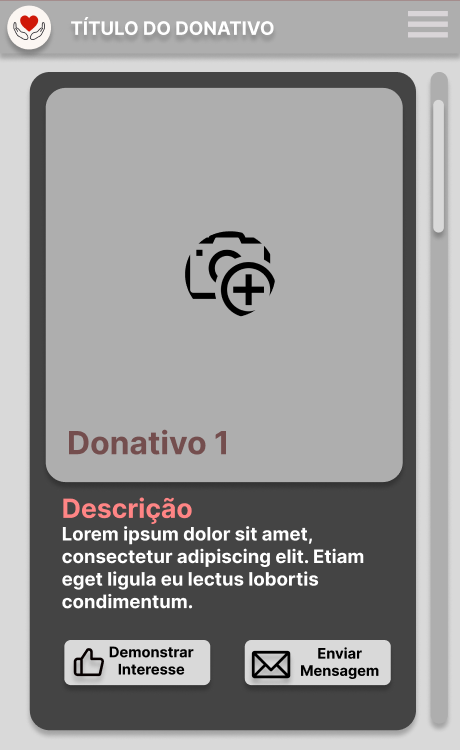 TÍTULO DO DONATIVO
Donativo 1
Descrição
Lorem ipsum dolor sit amet,
consectetur adipiscing elit. Etiam
eget ligula eu lectus lobortis
condimentum.
Demonstrar
Interesse
Enviar
Mensagem